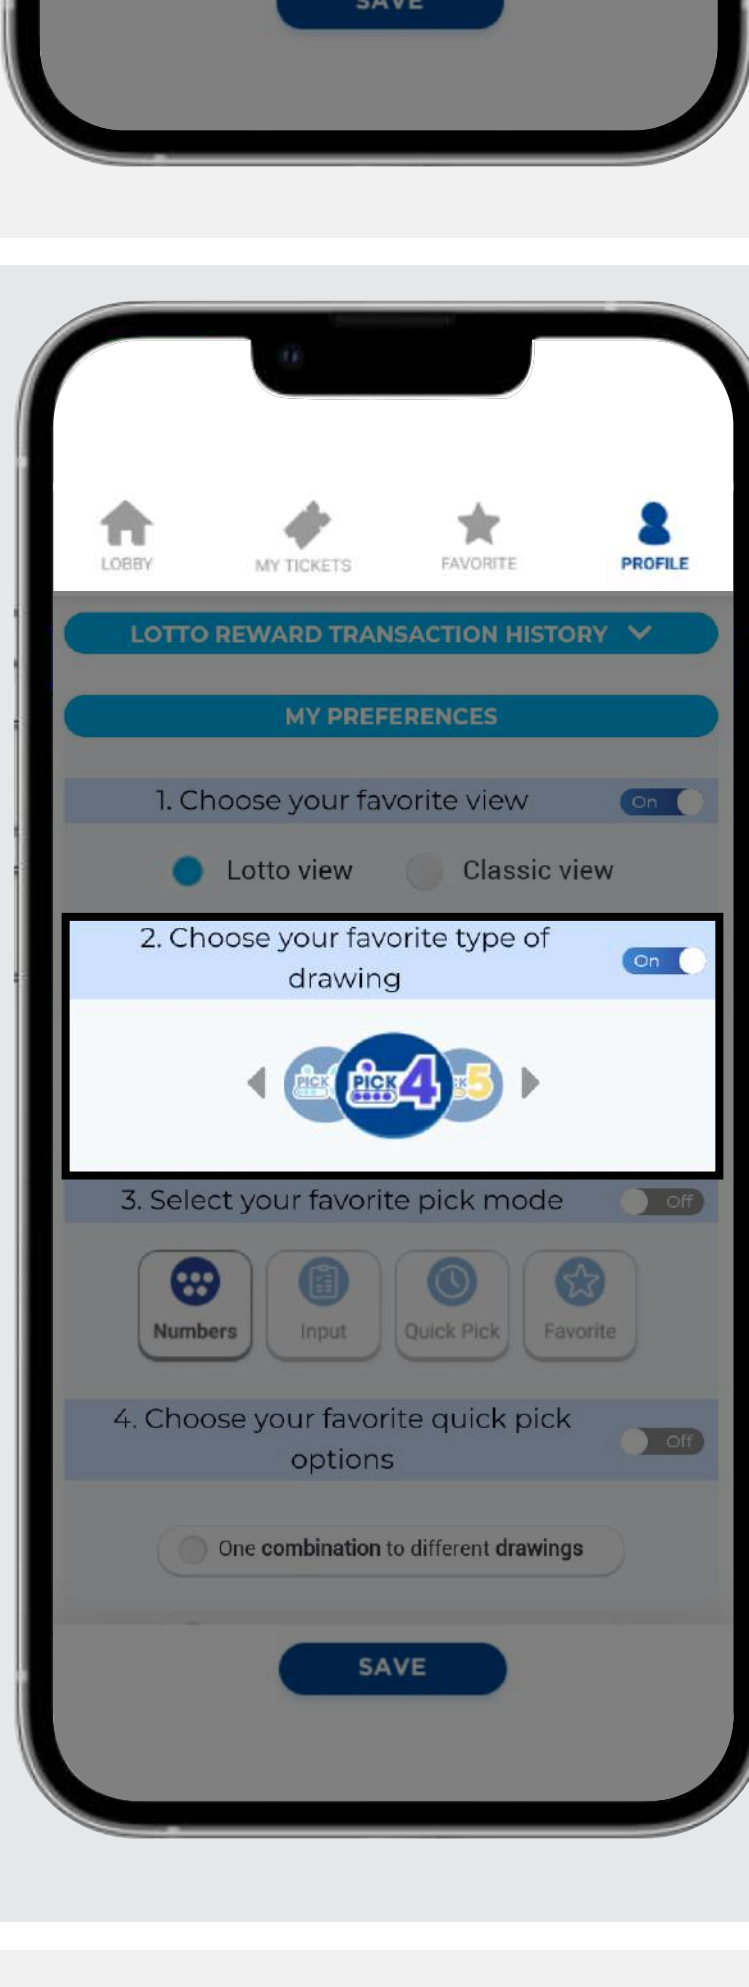 SAVE
LOBBY
MY TICKETS
FAVORITE
PROFILE
LOTTO REWARD TRANSACTION HISTORY
MY PREFERENCES
1. Choose your favorite view
On
Lotto view
Classic view
2. Choose your favorite type of
drawing
On
PICK
PICK 4
5
3. Select your favorite pick mode
Off
Numbers
Input
Quick Pick
Favorite
4. Choose your favorite quick pick
options
Off
One combination to different drawings
SAVE